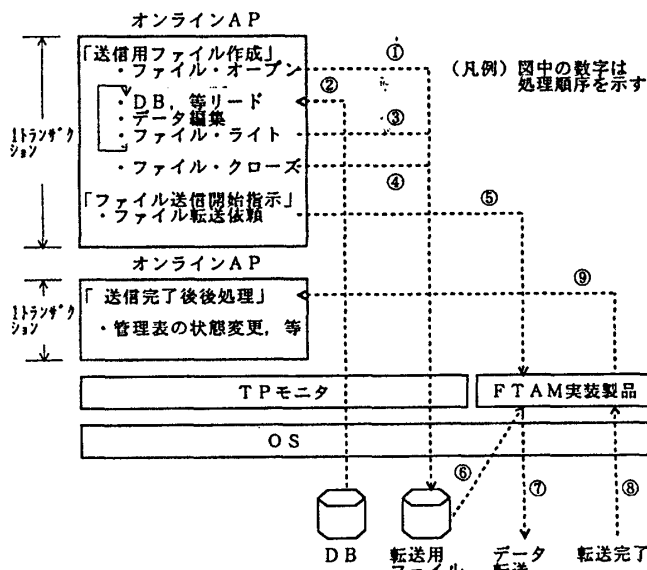 オンラインAP
「送信用ファイル作成」
・ファイル・オープン
①
(凡例) 図中の数字は
処理順序を示す
②
・DB, 等リード
・データ編集
③
・ファイル・ライト
1トランザクション
・ファイル・クローズ
④
「ファイル送信開始指示」
・ファイル転送依頼
⑤
オンラインAP
⑨
「 送信完了後後処理」
1トランザクション
・管理表の状態変更, 等
TPモニタ
FTAM実装製品
OS
⑥
⑦
⑧
DB
転送用
ファイル
データ
転送
転送完了